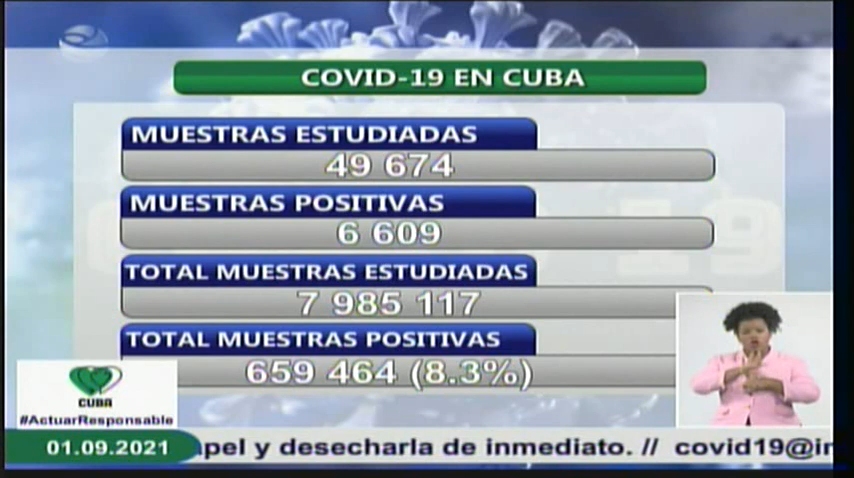 COVID-19 EN CUBA
MUESTRAS ESTUDIADAS
49 674
MUESTRAS POSITIVAS
6 609
TOTAL MUESTRAS ESTUDIADAS
7 985 117
TOTAL MUESTRAS POSITIVAS
659 464 (8.3%)
CUBA
#ActuarResponsable
01.09.2021 apel y desecharla de inmediato. // covid19@in